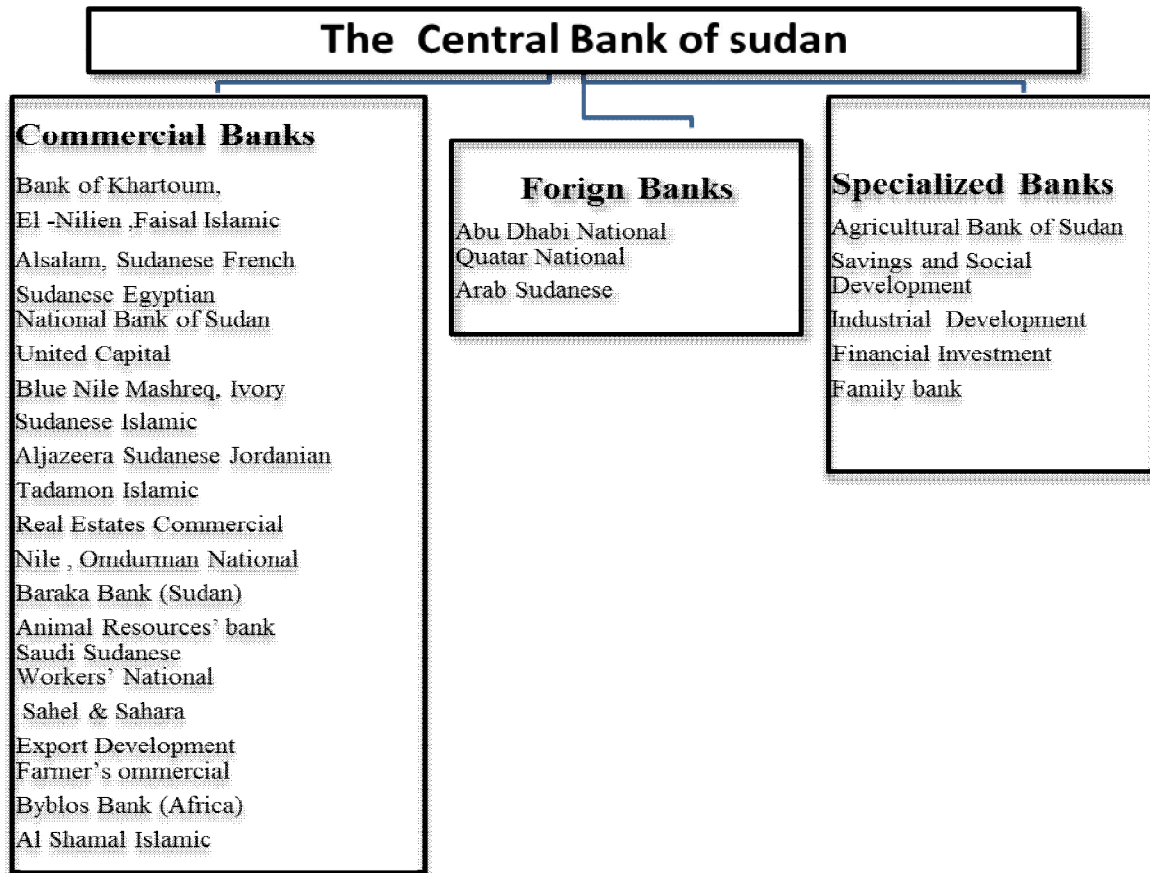 The Central Bank of sudan
Commercial Banks
Bank of Khartoum,
El -Nilien ,Faisal Islamic
Alsalam, Sudanese French
Sudanese Egyptian
National Bank of Sudan
United Capital
Blue Nile Mashreq, Ivory
Sudanese Islamic
Aljazeera Sudanese Jordanian
Tadamon Islamic
Real Estates Commercial
Nile , Omdurman National
Baraka Bank (Sudan)
Animal Resources' bank
Saudi Sudanese
Workers' National
Sahel & Sahara
Export Development
Farmer's ommercial
Byblos Bank (Africa)
Al Shamal Islamic
Forign Banks
Abu Dhabi National
Quatar National
Arab Sudanese
Specialized Banks
Agricultural Bank of Sudan
Savings and Social
Development
Industrial Development
Financial Investment
Family bank